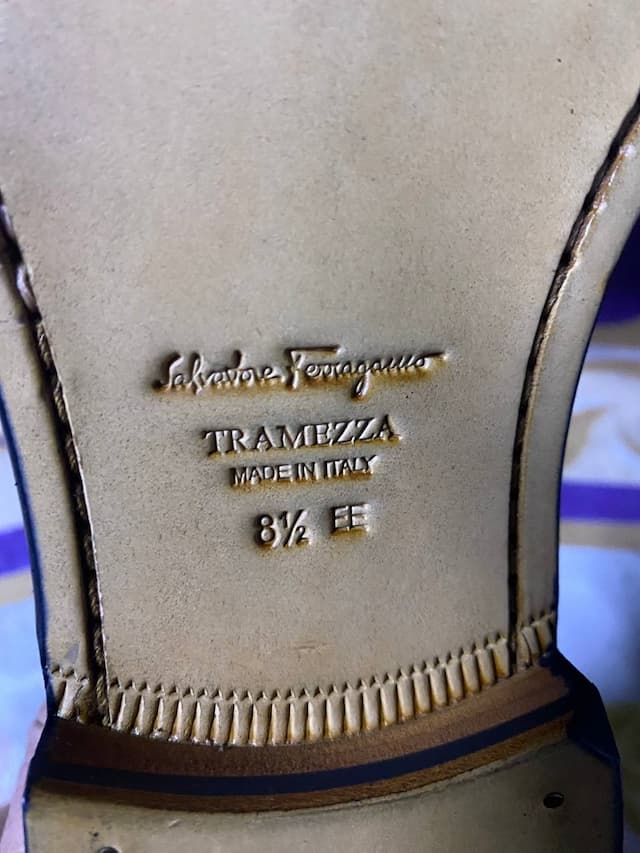 Salvatore Ferragamo
TRAMEZZA
MADE IN ITALY
8½ EE